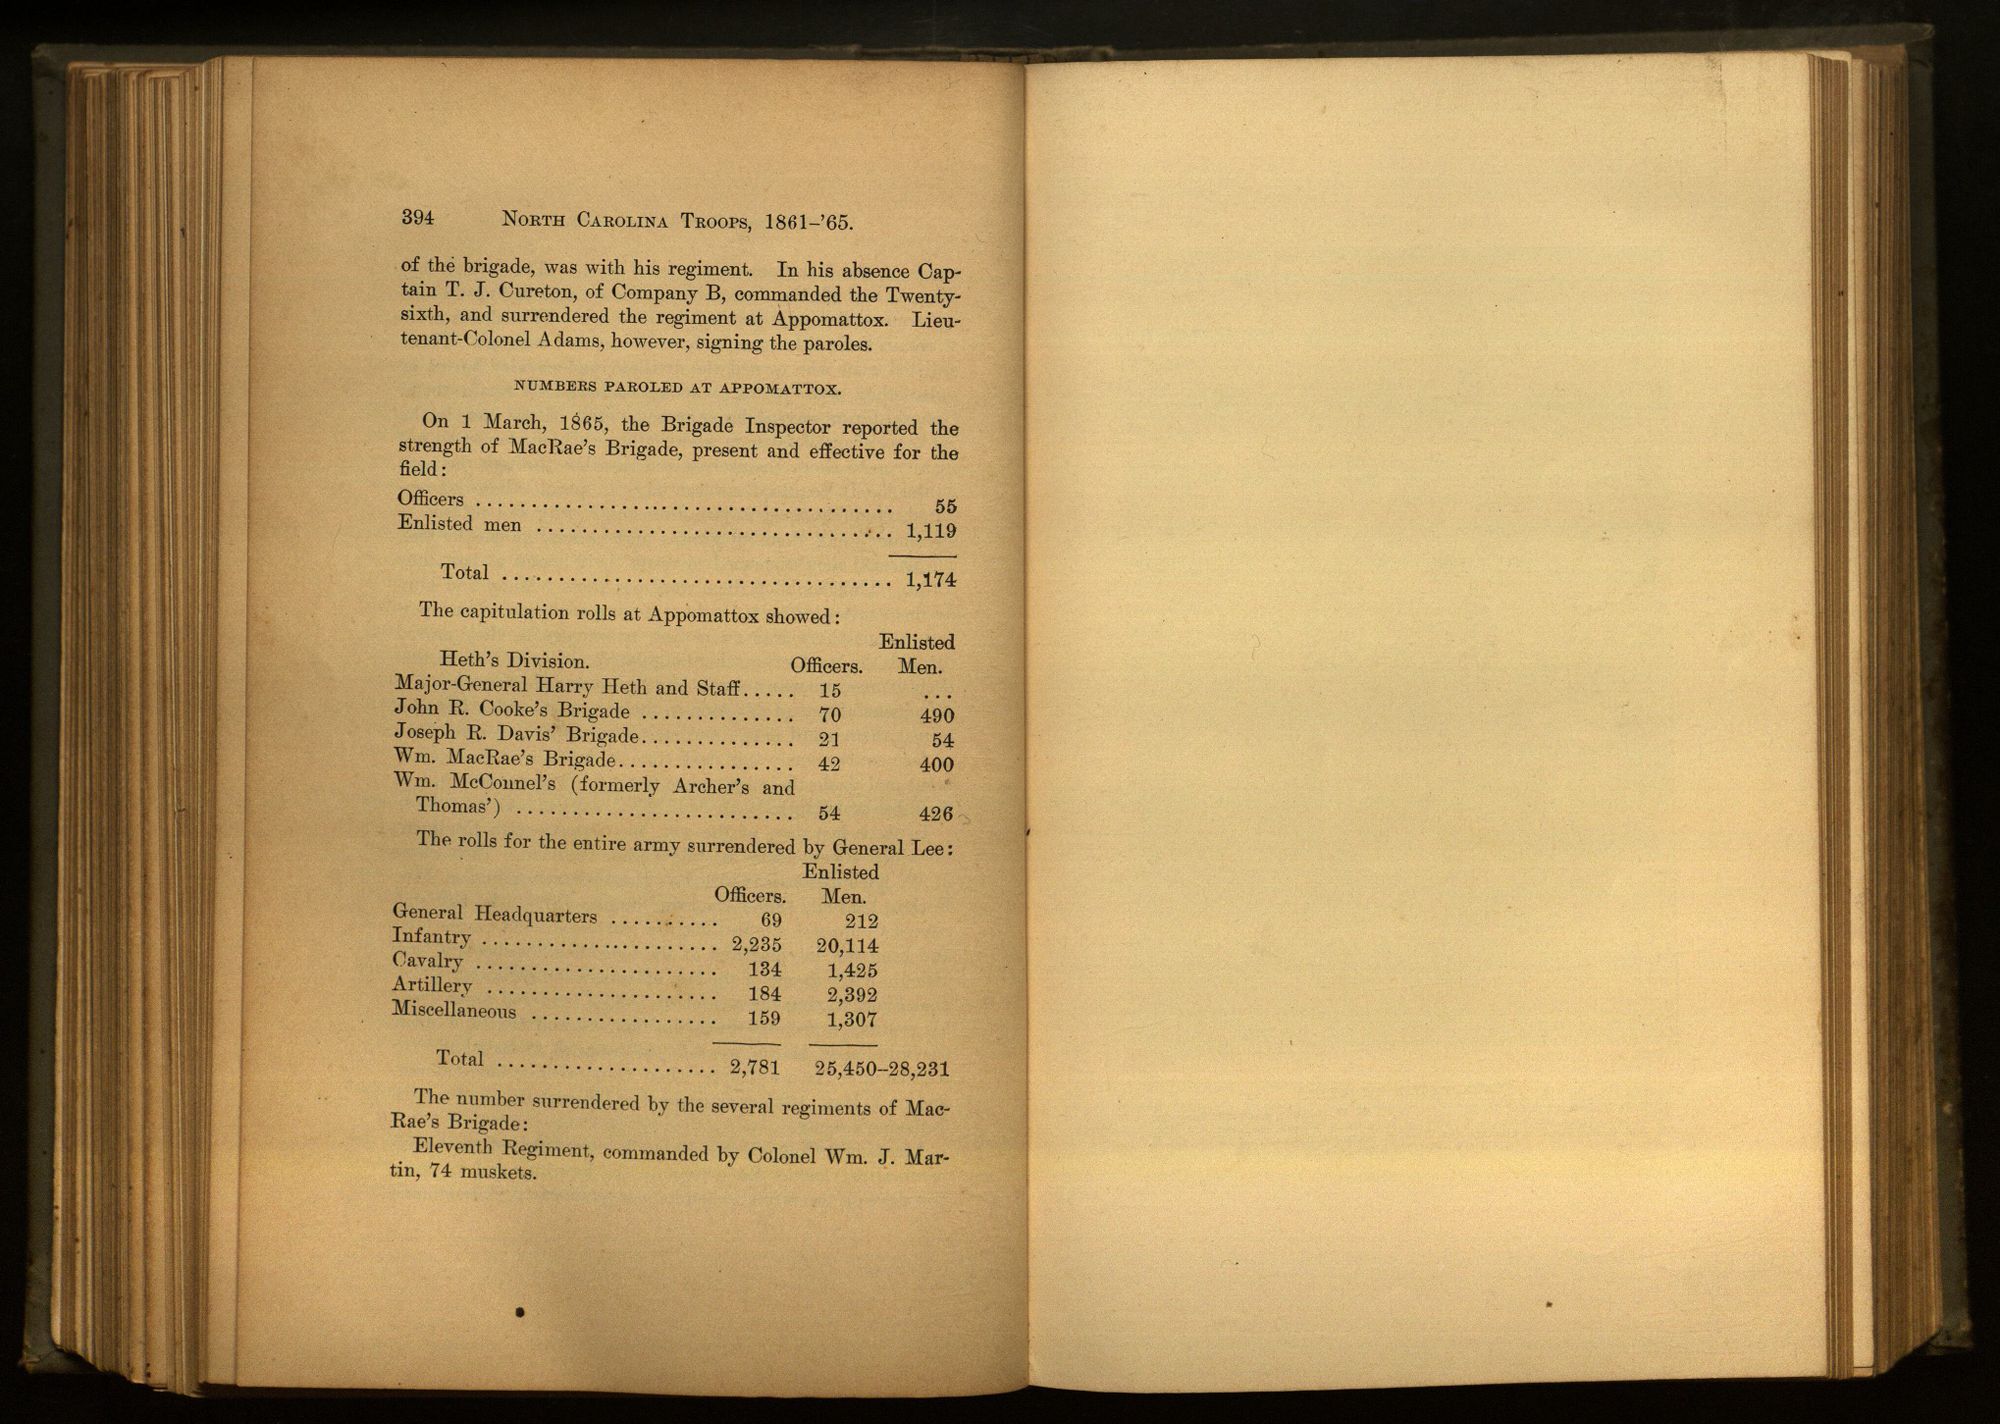 394 NORTH CAROLINA TROOPS, 1861-'65.
of the brigade, was with his regiment. In his absence Cap-
tain T. J. Cureton, of Company B, commanded the Twenty-
sixth, and surrendered the regiment at Appomattox. Lieu-
tenant-Colonel Adams, however, signing the paroles.
NUMBERS PAROLED AT APPOMATTOX.
On 1 March, 1865, the Brigade Inspector reported the
strength of MacRae's Brigade, present and effective for the
field:
Officers ...................................... 55
Enlisted men ................................ 1,119
Total ................................... 1,174
The capitulation rolls at Appomattox showed:
Enlisted
Heth's Division. Officers. Men.
Major-General Harry Heth and Staff..... 15 ...
John R. Cooke's Brigade .............. 70 490
Joseph R. Davis' Brigade.............. 21 54
Wm. MacRae's Brigade................ 42 400
Wm. McConnel's (formerly Archer's and
Thomas') ......................... 54 426
The rolls for the entire army surrendered by General Lee:
Enlisted
Officers. Men.
General Headquarters .......... 69 212
Infantry ...................... 2,235 20,114
Cavalry ...................... 134 1,425
Artillery ..................... 184 2,392
Miscellaneous ................. 159 1,307
Total .................... 2,781 25,450-28,231
The number surrendered by the several regiments of Mac-
Rae's Brigade:
Eleventh Regiment, commanded by Colonel Wm. J. Mar-
tin, 74 muskets.